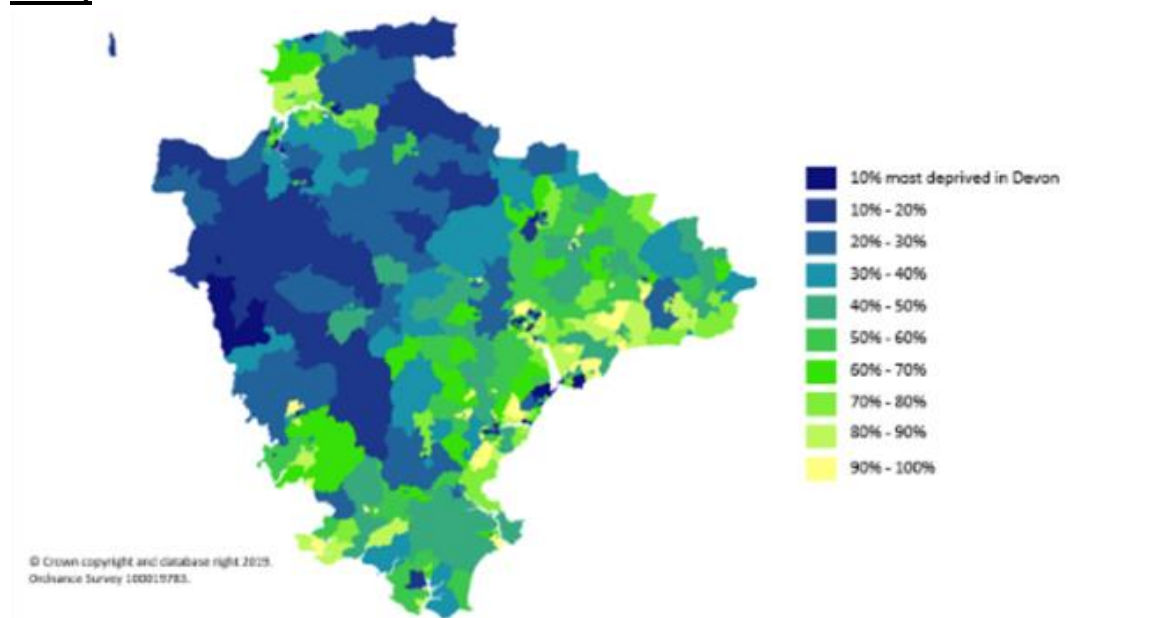 10% most deprived in Devon
10% - 20%
20% - 30%
30% - 40%
40% - 50%
50% - 60%
60% - 70%
70% - 80%
80% - 90%
90% - 100%
© Crown copyright and database right 2019.
Ordnance Survey 100019783.